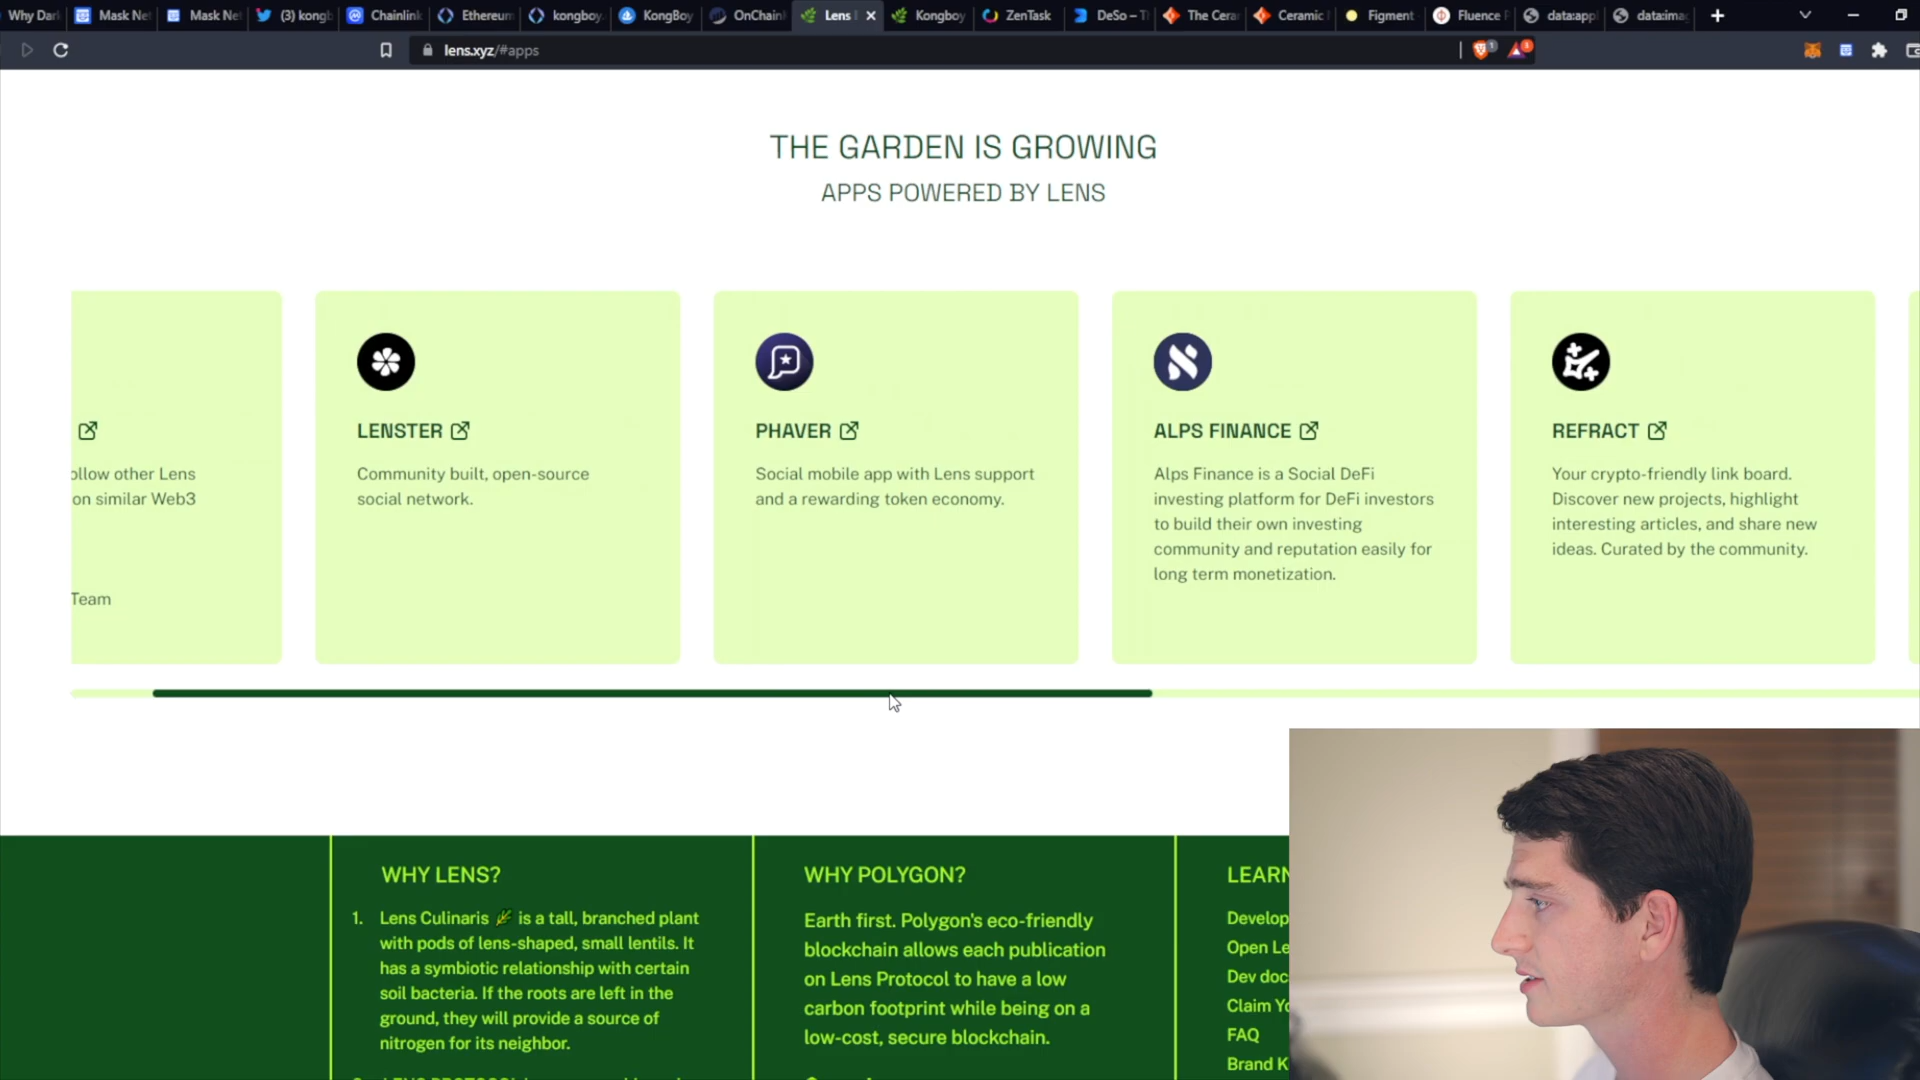 Why Dar
Mask Ne
Mask Ne
(3) kongb
Chainlink
Ethereum
kongboy.
KongBoy
OnChain
Lens
Kongboy
ZenTask
DeSo – T
The Cera
Ceramic
Figment
Fluence
data:app
data:ima
lens.xyz/#apps
THE GARDEN IS GROWING
APPS POWERED BY LENS
ollow other Lens
on similar Web3
Team
LENSTER
Community built, open-source
social network.
PHAVER
Social mobile app with Lens support
and a rewarding token economy.
ALPS FINANCE
Alps Finance is a Social DeFi
investing platform for DeFi investors
to build their own investing
community and reputation easily for
long term monetization.
REFRACT
Your crypto-friendly link board.
Discover new projects, highlight
interesting articles, and share new
ideas. Curated by the community.
WHY LENS?
1. Lens Culinaris 🌿 is a tall, branched plant
with pods of lens-shaped, small lentils. It
has a symbiotic relationship with certain
soil bacteria. If the roots are left in the
ground, they will provide a source of
nitrogen for its neighbor.
WHY POLYGON?
Earth first. Polygon's eco-friendly
blockchain allows each publication
on Lens Protocol to have a low
carbon footprint while being on a
low-cost, secure blockchain.
LEARN
Develop
Open Le
Dev doc
Claim Yo
FAQ
Brand K